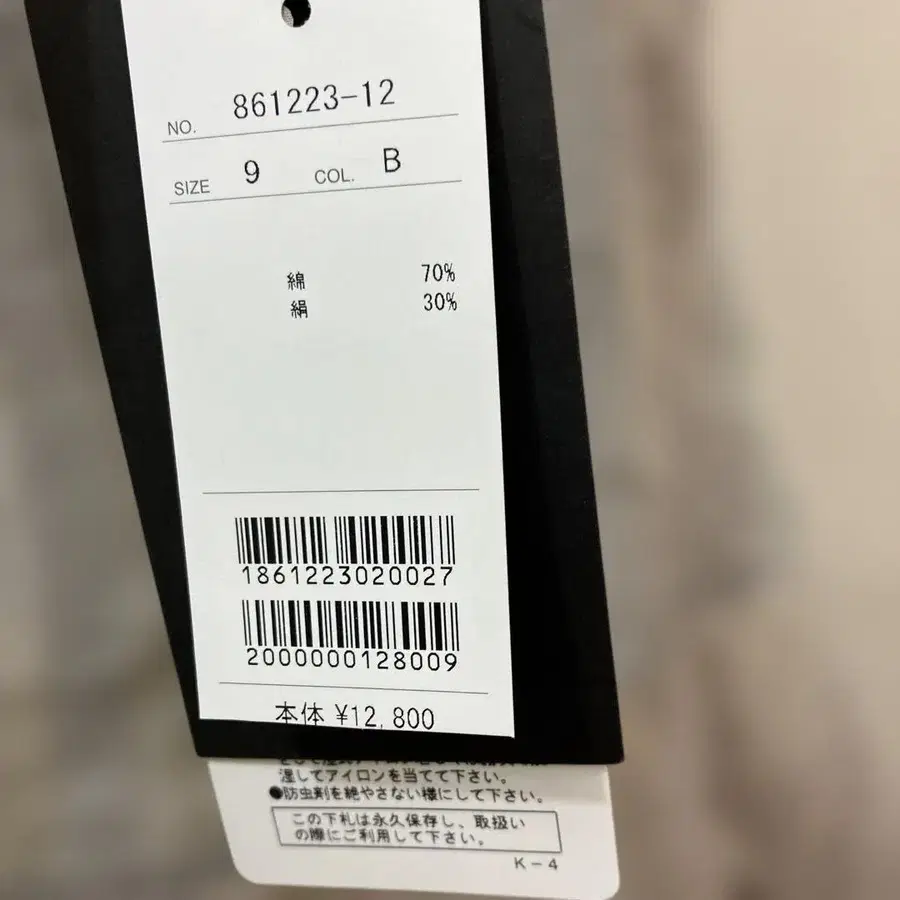 NO. 861223-12
SIZE 9 COL. B
綿 70%
絹 30%
1861223020027
2000000128009
本体 ¥12,800
湿してアイロンを当てて下さい。
●防虫剤を絶やさない様にして下さい。
この下札は永久保存し、取扱い
の際にご利用して下さい。
K-4